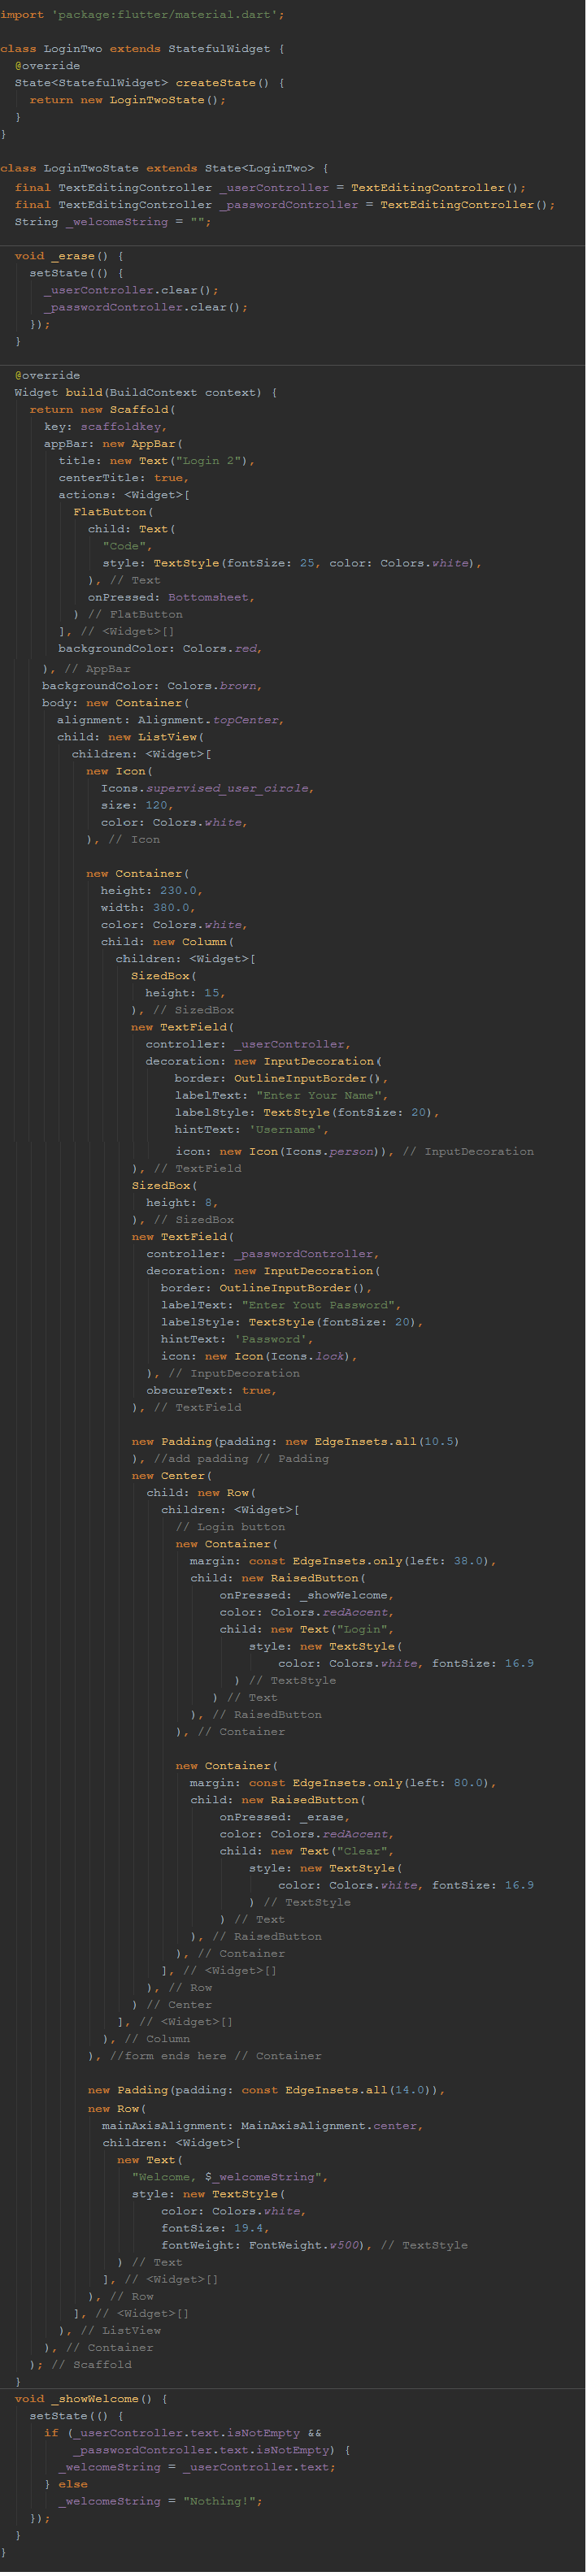 import 'package:flutter/material.dart';
class LoginTwo extends StatefulWidget {
@override
State<StatefulWidget> createState() {
return new LoginTwoState();
}
}
class LoginTwoState extends State<LoginTwo> {
final TextEditingController _userController = TextEditingController();
final TextEditingController _passwordController = TextEditingController();
String _welcomeString = "";
void _erase() {
setState(() {
_userController.clear();
_passwordController.clear();
});
}
@override
Widget build(BuildContext context) {
return new Scaffold(
key: scaffoldkey,
appBar: new AppBar(
title: new Text("Login 2"),
centerTitle: true,
actions: <Widget>[
FlatButton(
child: Text(
"Code",
style: TextStyle(fontSize: 25, color: Colors.white),
), // Text
onPressed: Bottomsheet,
) // FlatButton
], // <Widget>[]
backgroundColor: Colors.red,
), // AppBar
backgroundColor: Colors.brown,
body: new Container(
alignment: Alignment.topCenter,
child: new ListView(
children: <Widget>[
new Icon(
Icons.supervised_user_circle,
size: 120,
color: Colors.white,
), // Icon
new Container(
height: 230.0,
width: 380.0,
color: Colors.white,
child: new Column(
children: <Widget>[
SizedBox(
height: 15,
), // SizedBox
new TextField(
controller: _userController,
decoration: new InputDecoration(
border: OutlineInputBorder(),
labelText: "Enter Your Name",
labelStyle: TextStyle(fontSize: 20),
hintText: 'Username',
icon: new Icon(Icons.person)), // InputDecoration
), // TextField
SizedBox(
height: 8,
), // SizedBox
new TextField(
controller: _passwordController,
decoration: new InputDecoration(
border: OutlineInputBorder(),
labelText: "Enter Yout Password",
labelStyle: TextStyle(fontSize: 20),
hintText: 'Password',
icon: new Icon(Icons.lock),
), // InputDecoration
obscureText: true,
), // TextField
new Padding(padding: new EdgeInsets.all(10.5)
), //add padding // Padding
new Center(
child: new Row(
children: <Widget>[
// Login button
new Container(
margin: const EdgeInsets.only(left: 38.0),
child: new RaisedButton(
onPressed: _showWelcome,
color: Colors.redAccent,
child: new Text("Login",
style: new TextStyle(
color: Colors.white, fontSize: 16.9
) // TextStyle
) // Text
), // RaisedButton
), // Container
new Container(
margin: const EdgeInsets.only(left: 80.0),
child: new RaisedButton(
onPressed: _erase,
color: Colors.redAccent,
child: new Text("Clear",
style: new TextStyle(
color: Colors.white, fontSize: 16.9
) // TextStyle
) // Text
), // RaisedButton
), // Container
], // <Widget>[]
), // Row
) // Center
], // <Widget>[]
), // Column
), //form ends here // Container
new Padding(padding: const EdgeInsets.all(14.0)),
new Row(
mainAxisAlignment: MainAxisAlignment.center,
children: <Widget>[
new Text(
"Welcome, $_welcomeString",
style: new TextStyle(
color: Colors.white,
fontSize: 19.4,
fontWeight: FontWeight.w500), // TextStyle
) // Text
], // <Widget>[]
), // Row
], // <Widget>[]
), // ListView
), // Container
); // Scaffold
}
void _showWelcome() {
setState(() {
if (_userController.text.isNotEmpty &&
_passwordController.text.isNotEmpty) {
_welcomeString = _userController.text;
} else
_welcomeString = "Nothing!";
});
}
}